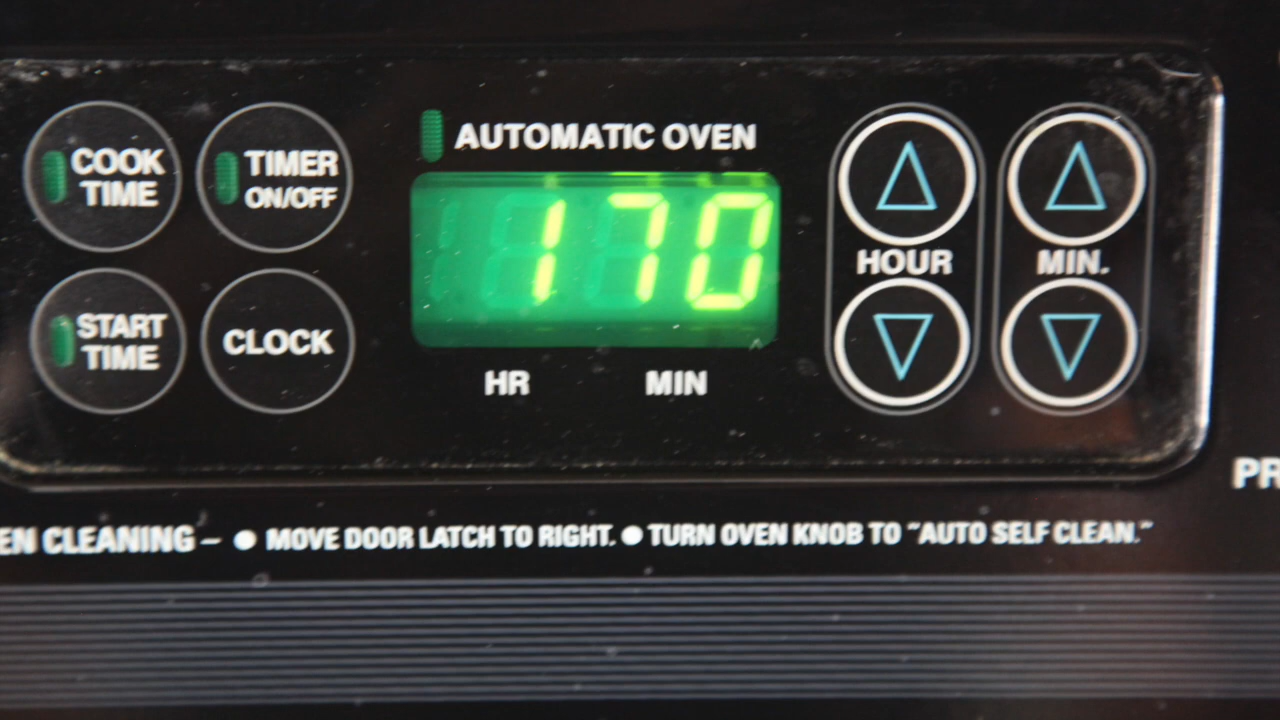 COOK
TIME
TIMER
ON/OFF
AUTOMATIC OVEN
170
HR MIN
START
TIME
CLOCK
HOUR
MIN.
PR
EN CLEANING – ● MOVE DOOR LATCH TO RIGHT. ● TURN OVEN KNOB TO "AUTO SELF CLEAN."